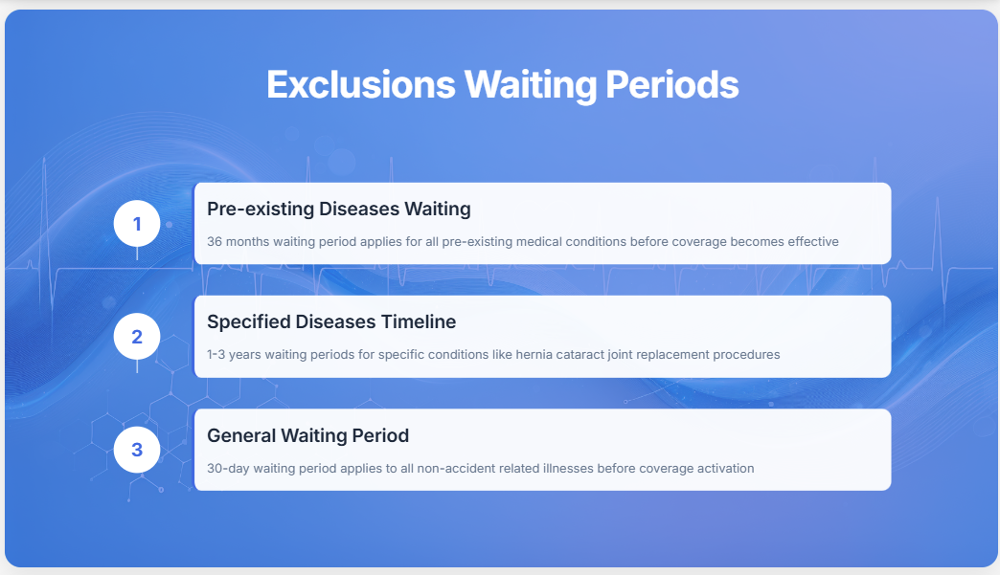 Exclusions Waiting Periods
1
Pre-existing Diseases Waiting
36 months waiting period applies for all pre-existing medical conditions before coverage becomes effective
2
Specified Diseases Timeline
1-3 years waiting periods for specific conditions like hernia cataract joint replacement procedures
3
General Waiting Period
30-day waiting period applies to all non-accident related illnesses before coverage activation